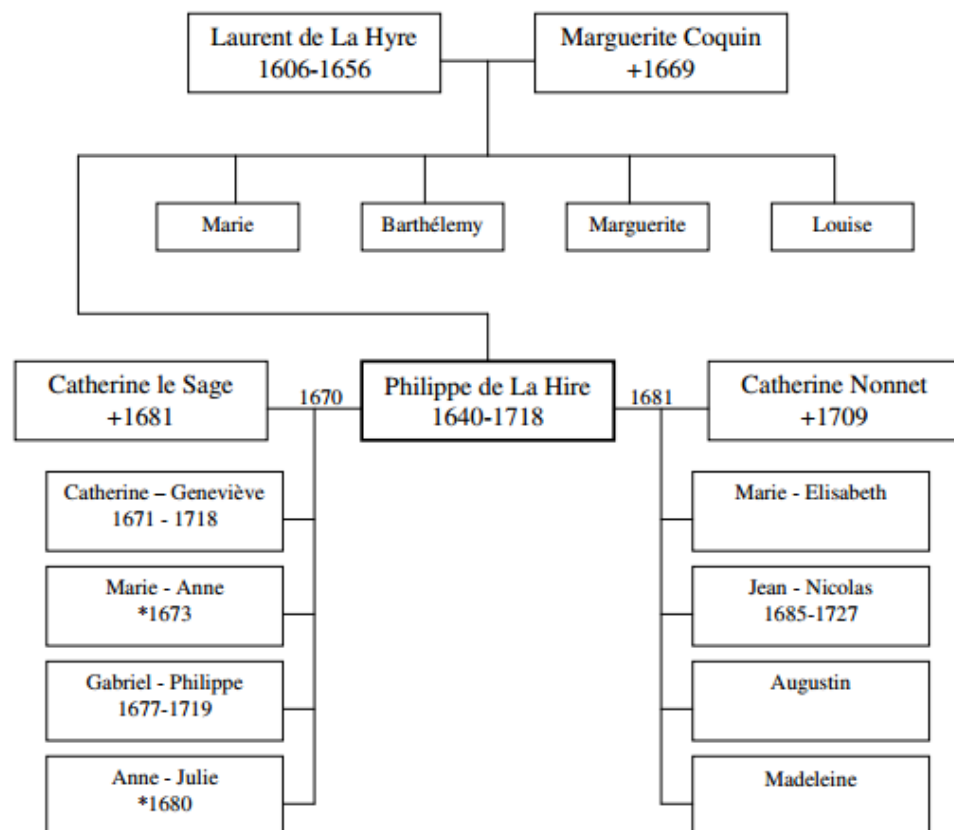 Laurent de La Hyre
1606-1656
Marguerite Coquin
+1669
Marie
Barthélemy
Marguerite
Louise
Catherine le Sage
+1681
1670
Philippe de La Hire
1640-1718
1681
Catherine Nonnet
+1709
Catherine – Geneviève
1671 - 1718
Marie - Anne
*1673
Gabriel - Philippe
1677-1719
Anne - Julie
*1680
Marie - Elisabeth
Jean - Nicolas
1685-1727
Augustin
Madeleine